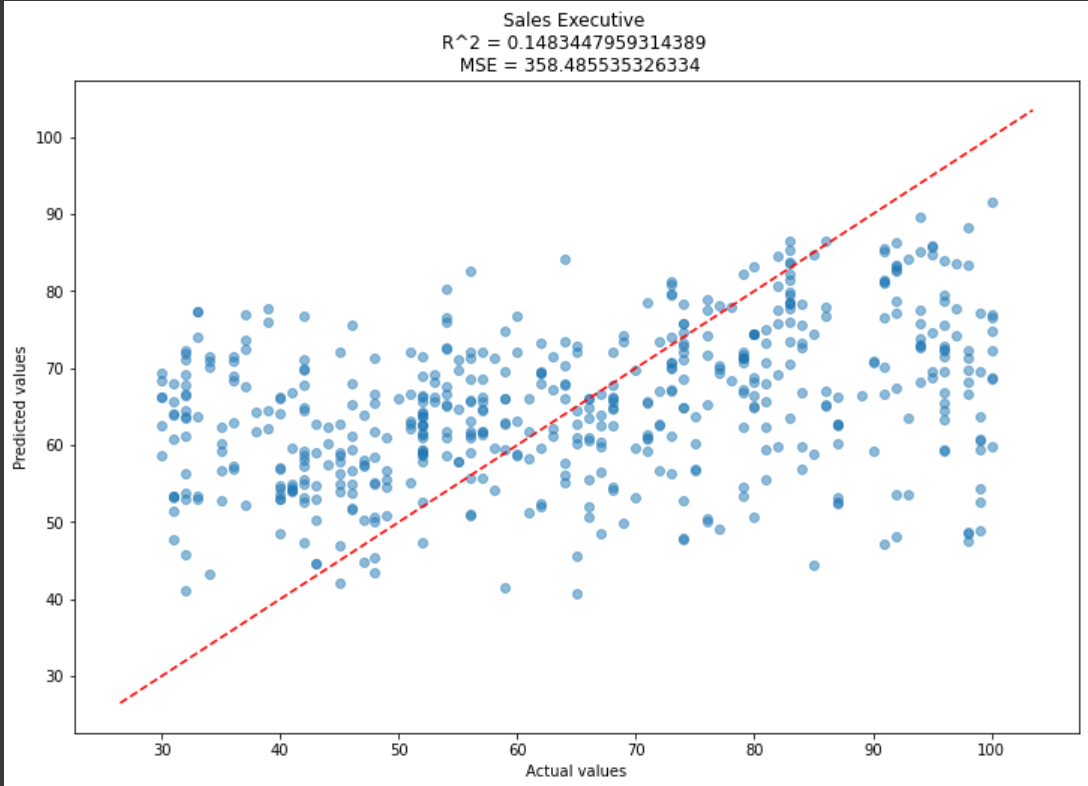 Sales Executive
R^2 = 0.1483447959314389
MSE = 358.485535326334
100
90
80
70
60
50
40
30
Predicted values
30 40 50 60 70 80 90 100
Actual values